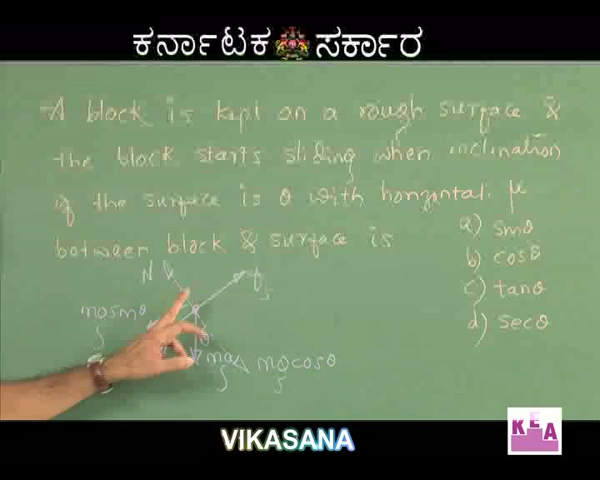 ಕರ್ನಾಟಕ ಸರ್ಕಾರ
A block is kept on a rough surface &
the block starts sliding when inclination
of the surface is θ with horizontal. μ
between block & surface is
a) sinθ
b) cosθ
c) tanθ
d) secθ
N
fs
mg sinθ
θ
mg
mg cosθ
KEA
VIKASANA